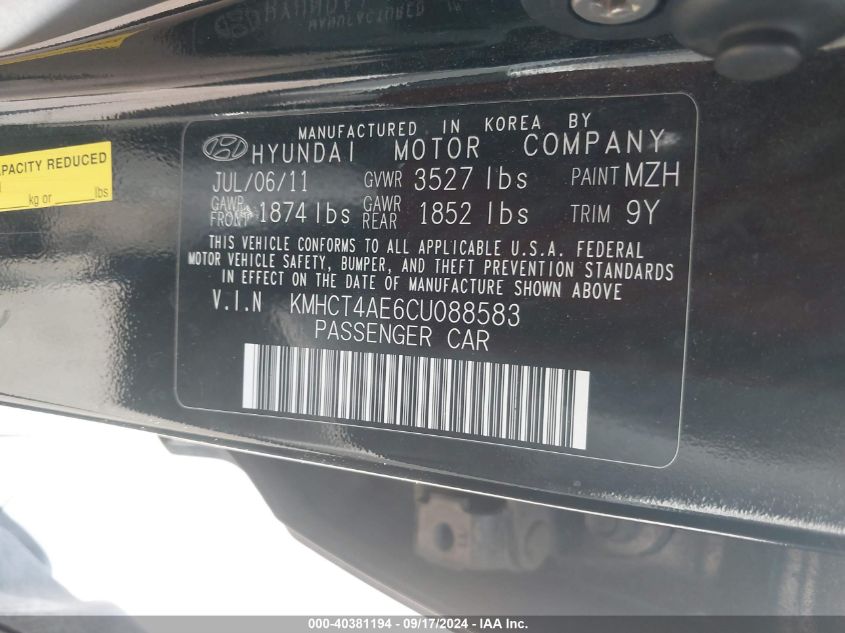 MANUFACTURED IN KOREA BY
HYUNDAI MOTOR COMPANY
JUL/06/11 GVWR 3527 lbs PAINT MZH
GAWR FRONT 1874 lbs GAWR REAR 1852 lbs TRIM 9Y
THIS VEHICLE CONFORMS TO ALL APPLICABLE U.S.A. FEDERAL
MOTOR VEHICLE SAFETY, BUMPER, AND THEFT PREVENTION STANDARDS
IN EFFECT ON THE DATE OF MANUFACTURE SHOWN ABOVE
V.I.N KMHCT4AE6CU088583
PASSENGER CAR
CAPACITY REDUCED
kg or lbs
000-40381194 - 09/17/2024 - IAA Inc.